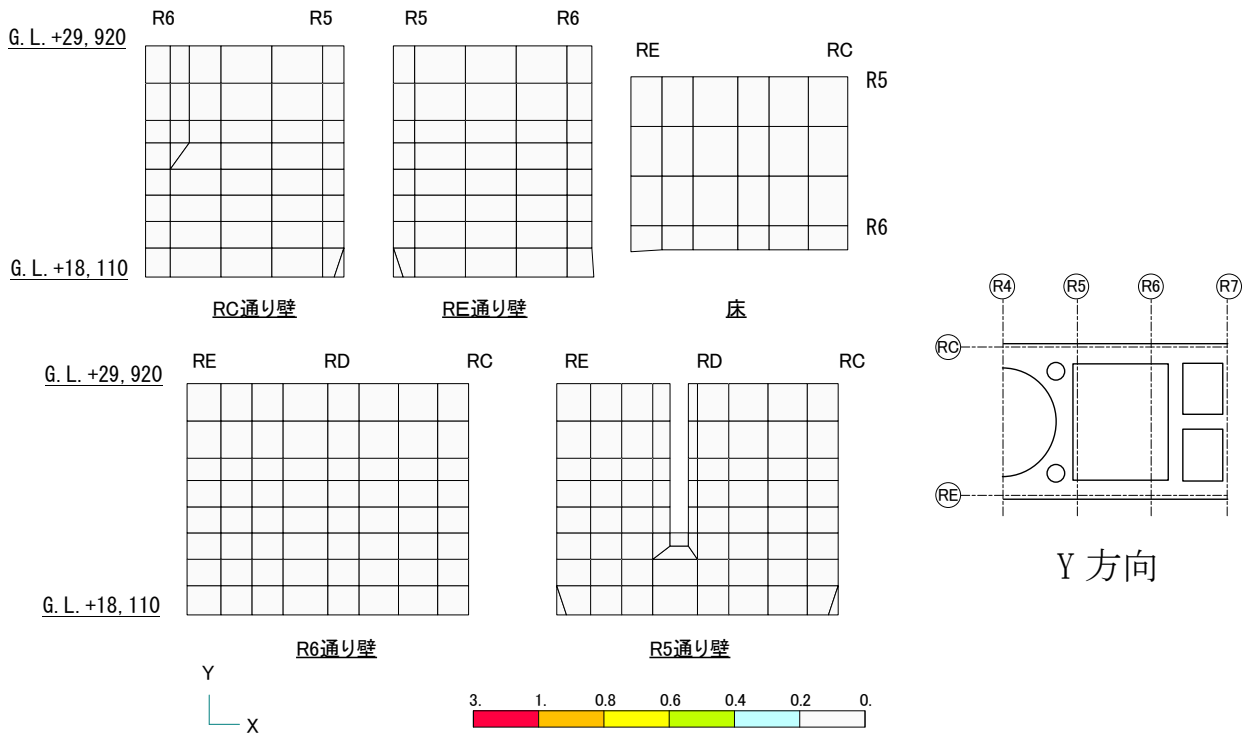 R6 R5 R5 R6
G.L.+29,920
RE RC
R5
R6
G.L.+18,110
RC通り壁 RE通り壁 床
R4 R5 R6 R7
RC
RE RD RC RE RD RC
G.L.+29,920
RE
Y 方向
G.L.+18,110
R6通り壁 R5通り壁
Y
X
3. 1. 0.8 0.6 0.4 0.2 0.